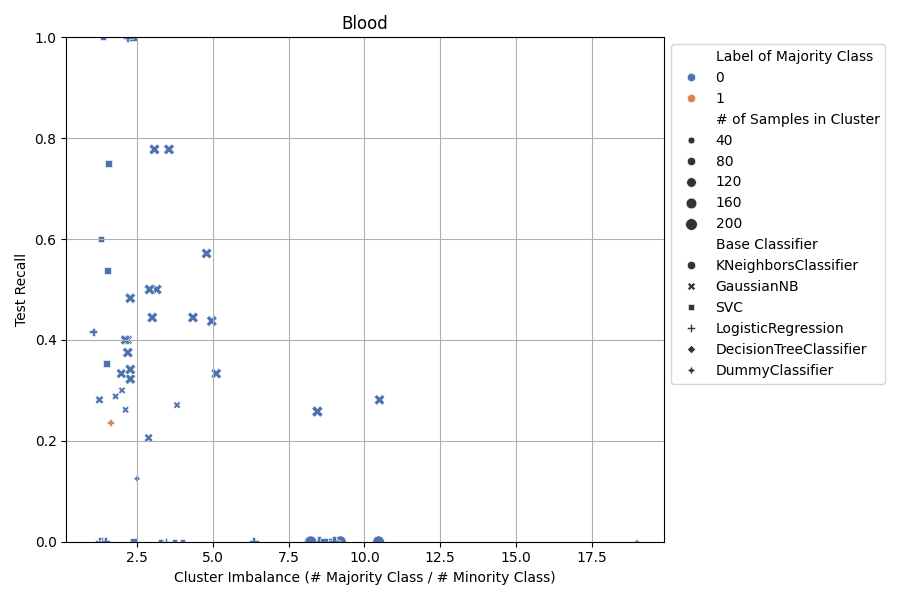 Blood
1.0
0.8
0.6
0.4
0.2
0.0
Test Recall
2.5 5.0 7.5 10.0 12.5 15.0 17.5
Cluster Imbalance (# Majority Class / # Minority Class)
Label of Majority Class
0
1
# of Samples in Cluster
40
80
120
160
200
Base Classifier
KNeighborsClassifier
GaussianNB
SVC
LogisticRegression
DecisionTreeClassifier
DummyClassifier